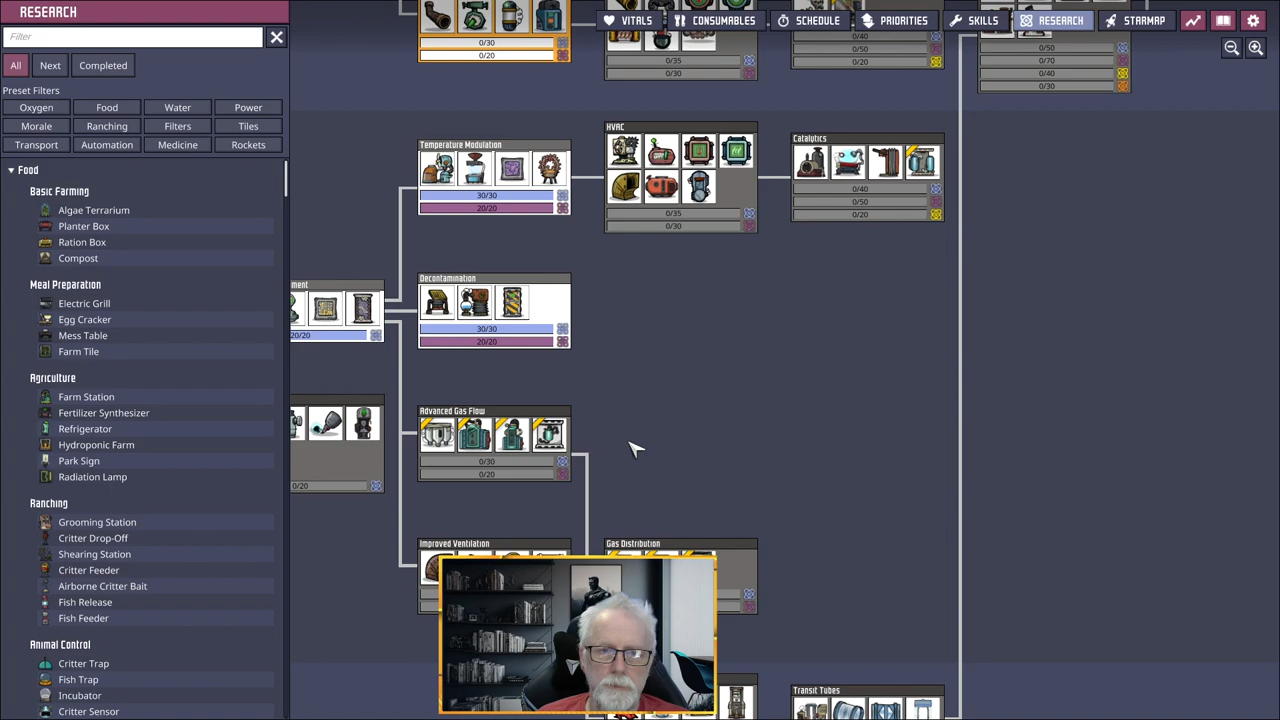 RESEARCH
VITALS CONSUMABLES SCHEDULE PRIORITIES SKILLS RESEARCH STARMAP
Filter
All Next Completed
Preset Filters
Oxygen Food Water Power
Morale Ranching Filters Tiles
Transport Automation Medicine Rockets
Food
Basic Farming
Algae Terrarium
Planter Box
Ration Box
Compost
Meal Preparation
Electric Grill
Egg Cracker
Mess Table
Farm Tile
Agriculture
Farm Station
Fertilizer Synthesizer
Refrigerator
Hydroponic Farm
Park Sign
Radiation Lamp
Ranching
Grooming Station
Critter Drop-Off
Shearing Station
Critter Feeder
Airborne Critter Bait
Fish Release
Fish Feeder
Animal Control
Critter Trap
Fish Trap
Incubator
Critter Sensor
0/30
0/20
0/35
0/30
0/40
0/50
0/20
0/50
0/70
0/40
0/30
Temperature Modulation
30/30
20/20
HVAC
0/35
0/30
Catalytics
0/40
0/50
0/20
ment
20/20
Decontamination
30/30
20/20
0/20
Advanced Gas Flow
0/30
0/20
Improved Ventilation
Gas Distribution
Transit Tubes